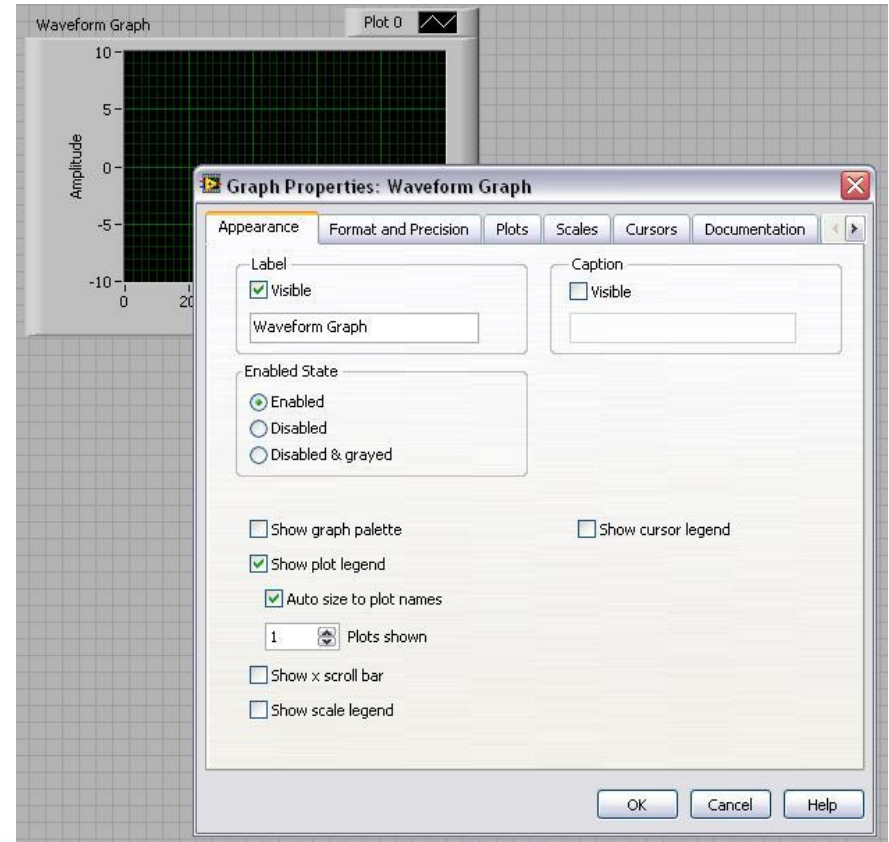 Waveform Graph
Plot 0
10
5
0
-5
-10
Amplitude
0
20
Graph Properties: Waveform Graph
Appearance
Format and Precision
Plots
Scales
Cursors
Documentation
Label
Visible
Waveform Graph
Caption
Visible
Enabled State
Enabled
Disabled
Disabled & grayed
Show graph palette
Show cursor legend
Show plot legend
Auto size to plot names
1 Plots shown
Show x scroll bar
Show scale legend
OK
Cancel
Help